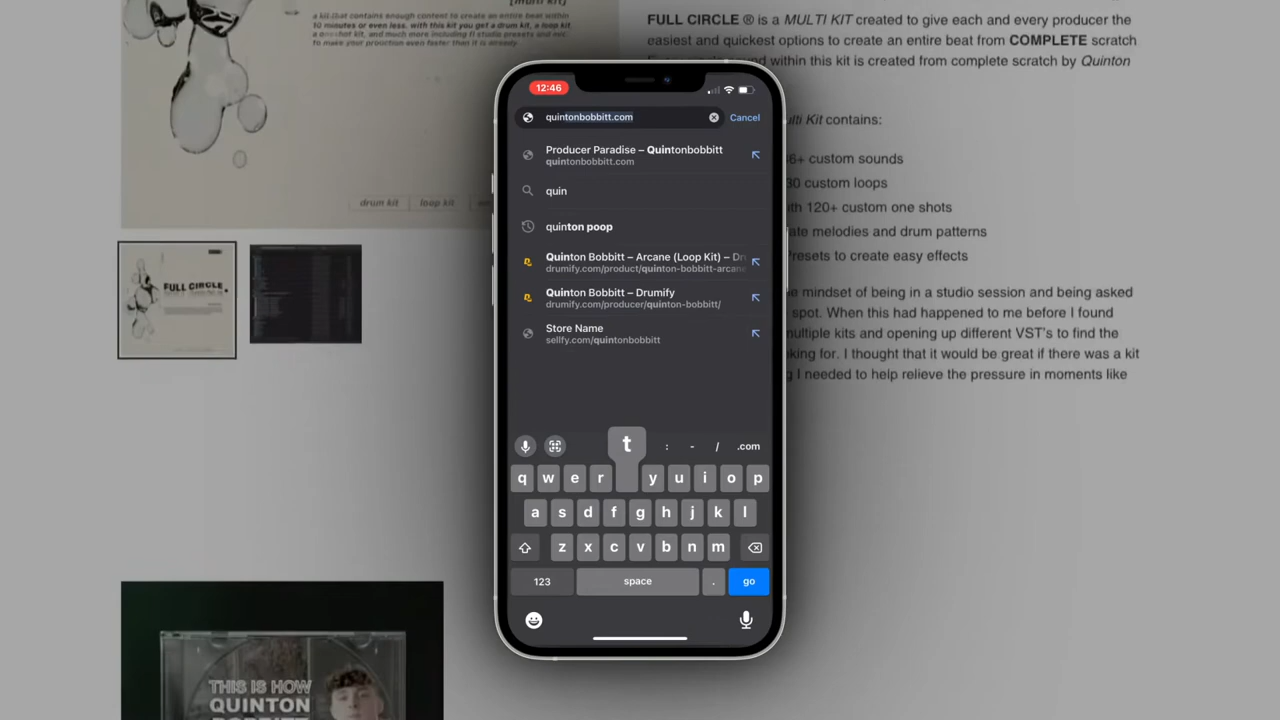 [multi kit]
a kit that contains enough content to create an entire beat within
10 minutes or even less. with this kit you get a drum kit, a loop kit
a one shot kit, and much more including fl studio presets and midi
to make your production even faster than it is already.
drum kit
loop kit
FULL CIRCLE.
FULL CIRCLE ® is a MULTI KIT created to give each and every producer the
easiest and quickest options to create an entire beat from COMPLETE scratch
within this kit is created from complete scratch by Quinton
Kit contains:
6+ custom sounds
30 custom loops
120+ custom one shots
melodies and drum patterns
to create easy effects
mindset of being in a studio session and being asked
spot. When this had happened to me before I found
multiple kits and opening up different VST's to find the
I thought that it would be great if there was a kit
I needed to help relieve the pressure in moments like
THIS IS HOW
QUINTON
12:46
quintonbobbitt.com
Cancel
Producer Paradise – Quintonbobbitt
quintonbobbitt.com
quin
quinton poop
Quinton Bobbitt – Arcane (Loop Kit) – Dr
drumify.com/product/quinton-bobbitt-arcane
Quinton Bobbitt – Drumify
drumify.com/producer/quinton-bobbitt/
Store Name
sellfy.com/quintonbobbitt
t : - / .com
q w e r y u i o p
a s d f g h j k l
z x c v b n m
123 space . go